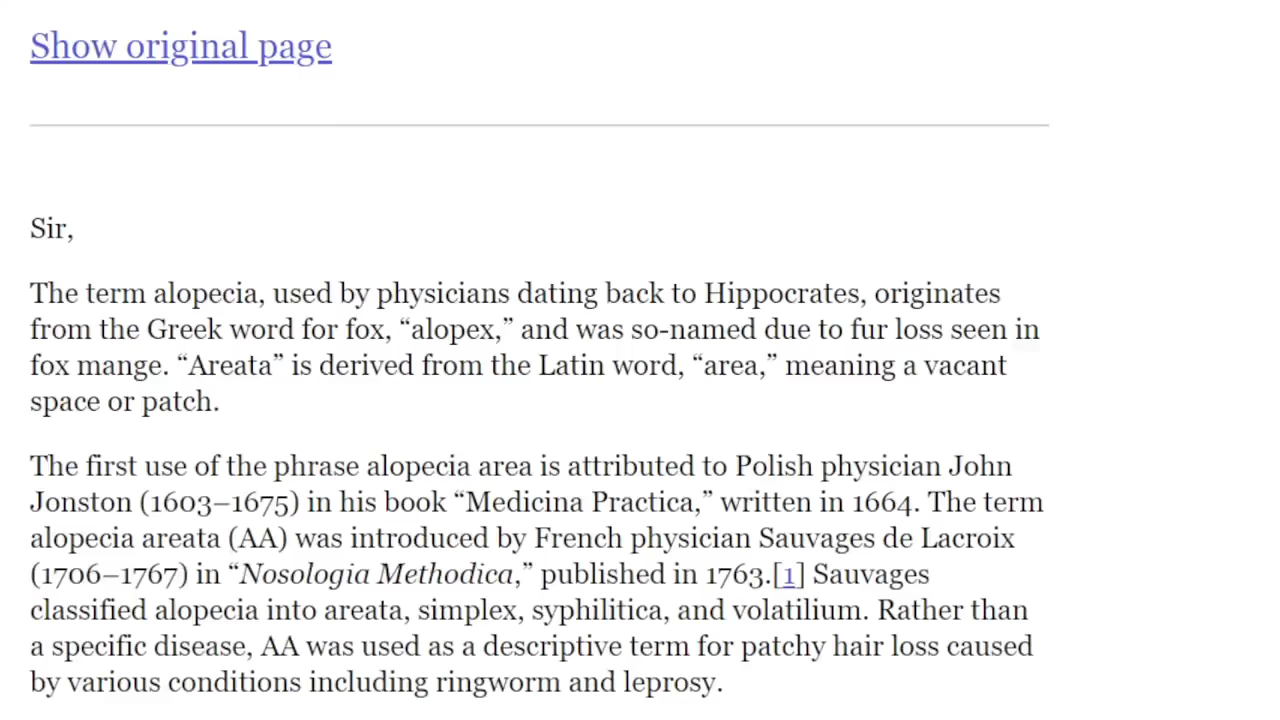 Show original page
Sir,
The term alopecia, used by physicians dating back to Hippocrates, originates
from the Greek word for fox, “alopex,” and was so-named due to fur loss seen in
fox mange. “Areata” is derived from the Latin word, “area,” meaning a vacant
space or patch.
The first use of the phrase alopecia area is attributed to Polish physician John
Jonston (1603–1675) in his book “Medicina Practica,” written in 1664. The term
alopecia areata (AA) was introduced by French physician Sauvages de Lacroix
(1706–1767) in “Nosologia Methodica,” published in 1763.[1] Sauvages
classified alopecia into areata, simplex, syphilitica, and volatilium. Rather than
a specific disease, AA was used as a descriptive term for patchy hair loss caused
by various conditions including ringworm and leprosy.